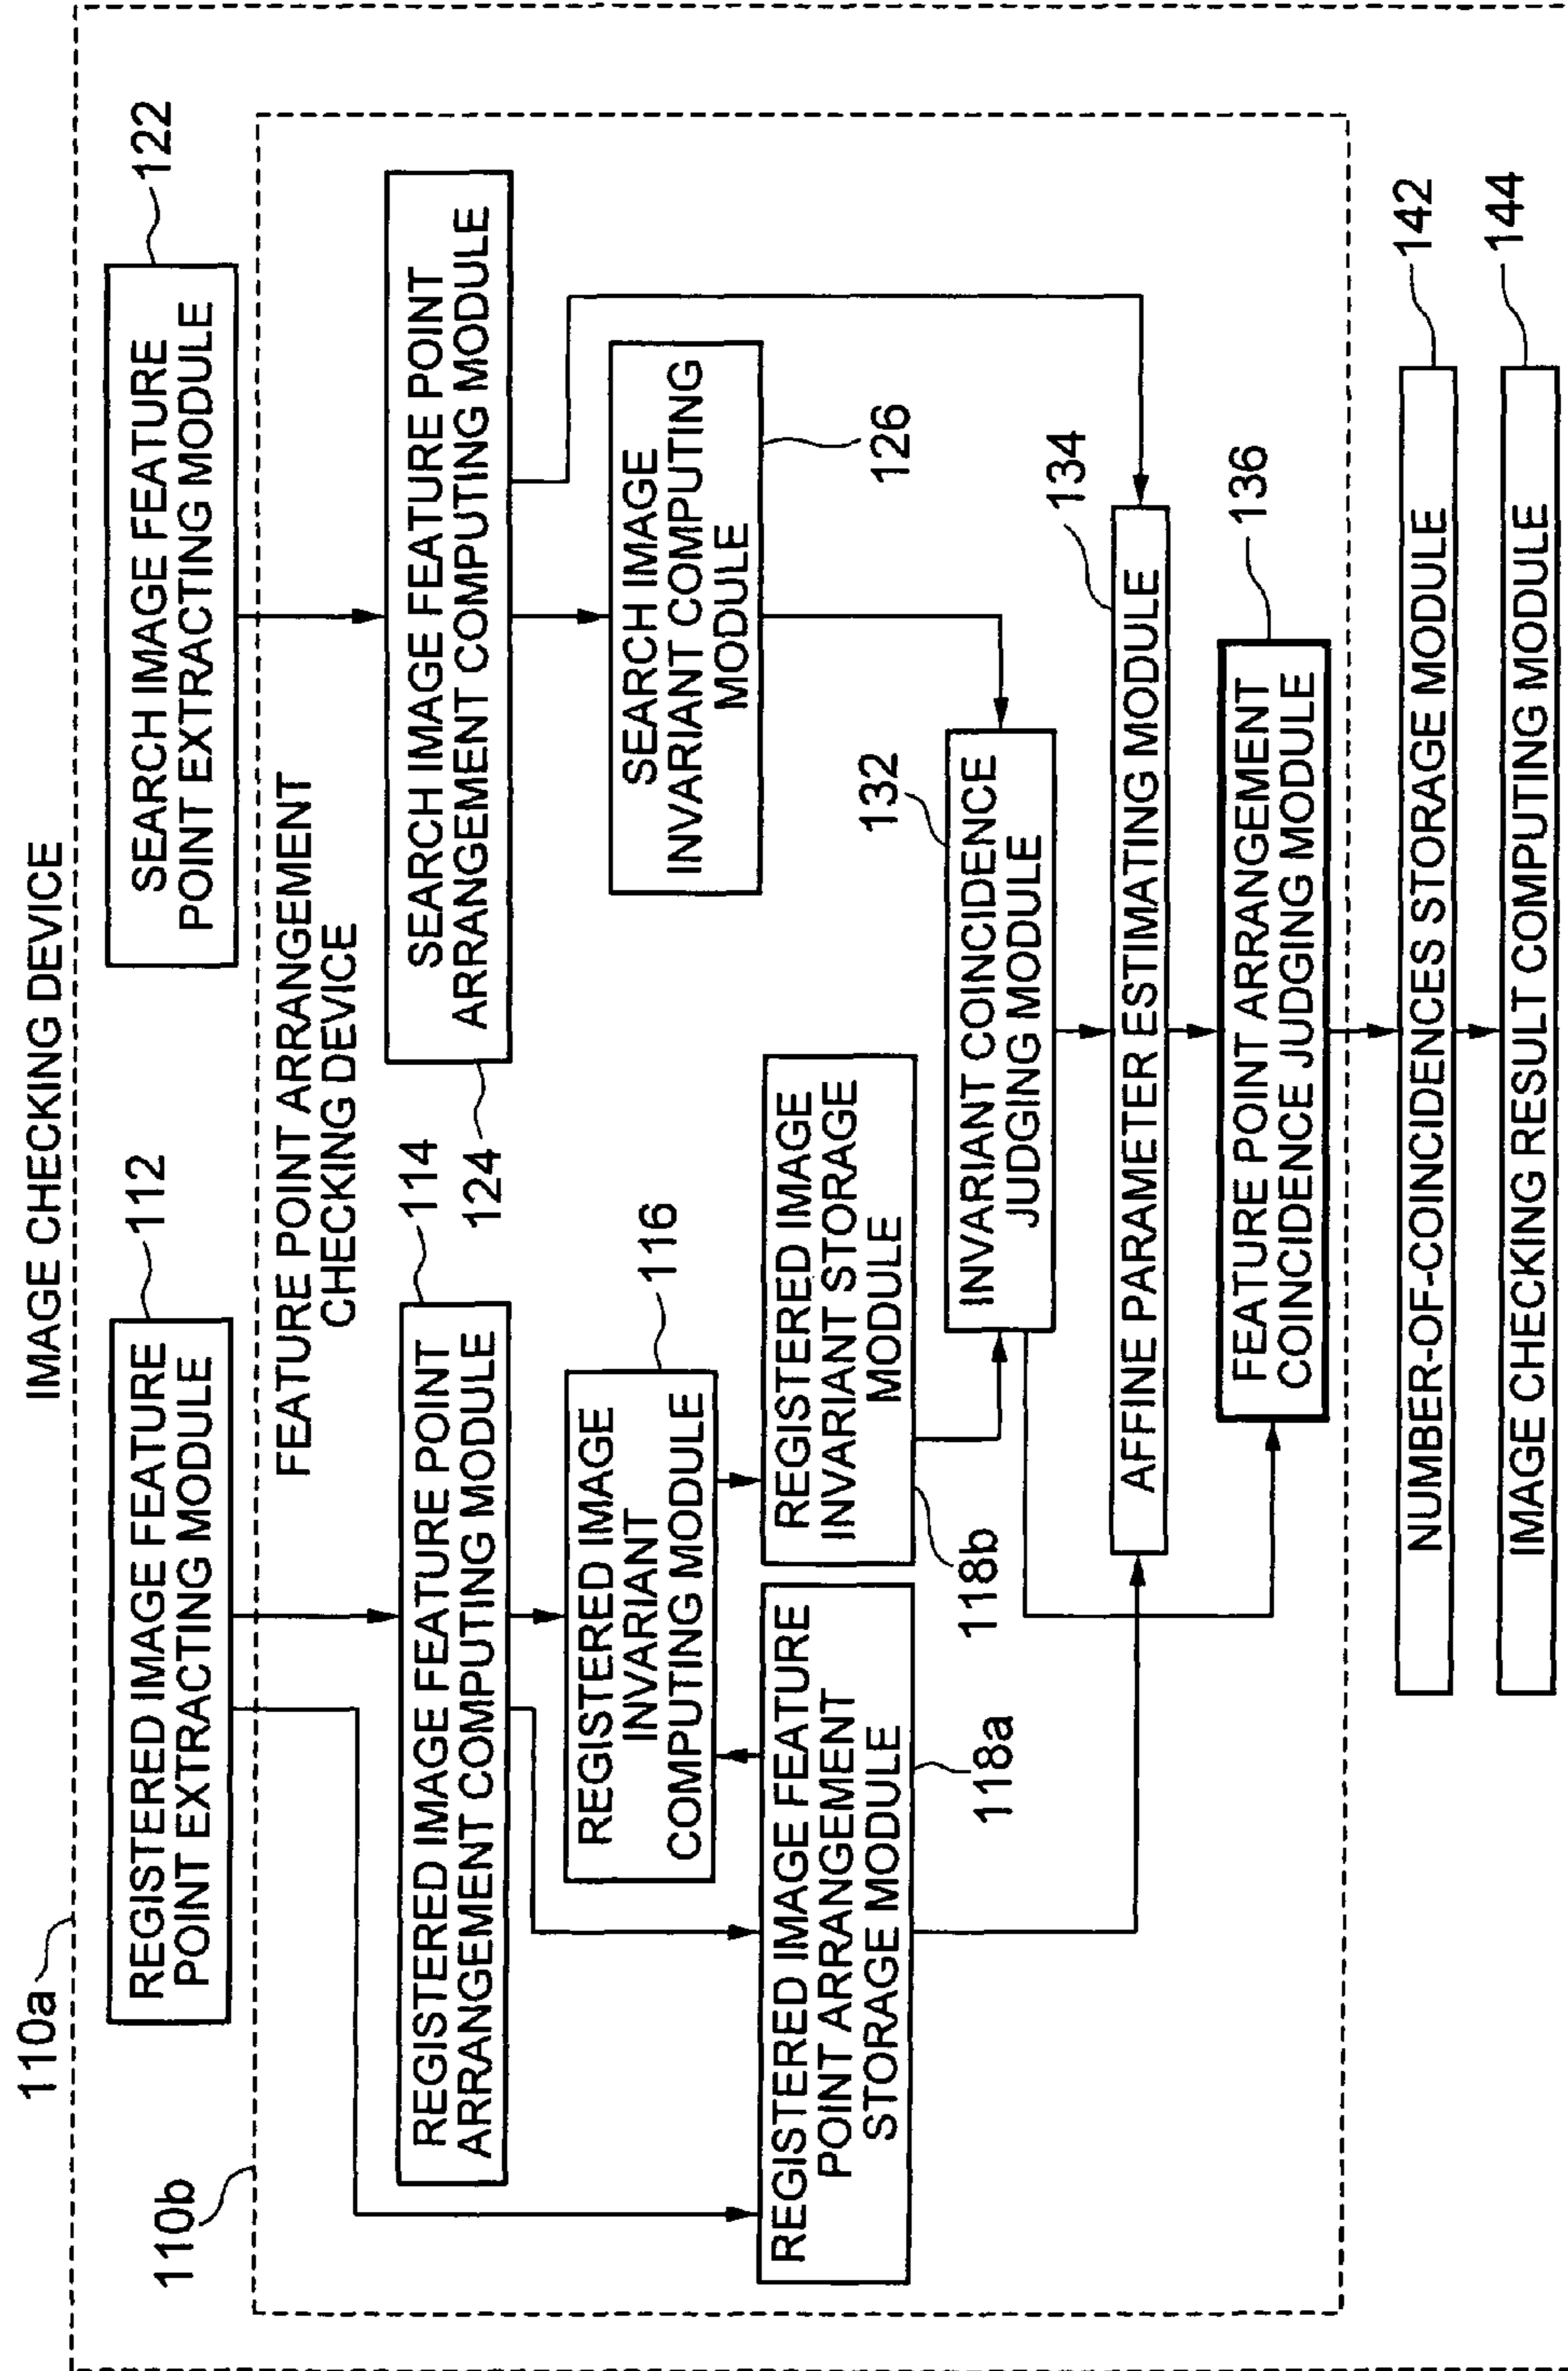 IMAGE CHECKING DEVICE
110a
REGISTERED IMAGE FEATURE
POINT EXTRACTING MODULE
112
SEARCH IMAGE FEATURE
POINT EXTRACTING MODULE
122
110b
FEATURE POINT ARRANGEMENT
CHECKING DEVICE
REGISTERED IMAGE FEATURE POINT
ARRANGEMENT COMPUTING MODULE
114
SEARCH IMAGE FEATURE POINT
ARRANGEMENT COMPUTING MODULE
124
REGISTERED IMAGE
INVARIANT
COMPUTING MODULE
116
SEARCH IMAGE
INVARIANT COMPUTING
MODULE
126
REGISTERED IMAGE FEATURE
POINT ARRANGEMENT
STORAGE MODULE
118a
REGISTERED IMAGE
INVARIANT STORAGE
MODULE
118b
INVARIANT COINCIDENCE
JUDGING MODULE
132
AFFINE PARAMETER ESTIMATING MODULE
134
FEATURE POINT ARRANGEMENT
COINCIDENCE JUDGING MODULE
136
NUMBER-OF-COINCIDENCES STORAGE MODULE
142
IMAGE CHECKING RESULT COMPUTING MODULE
144